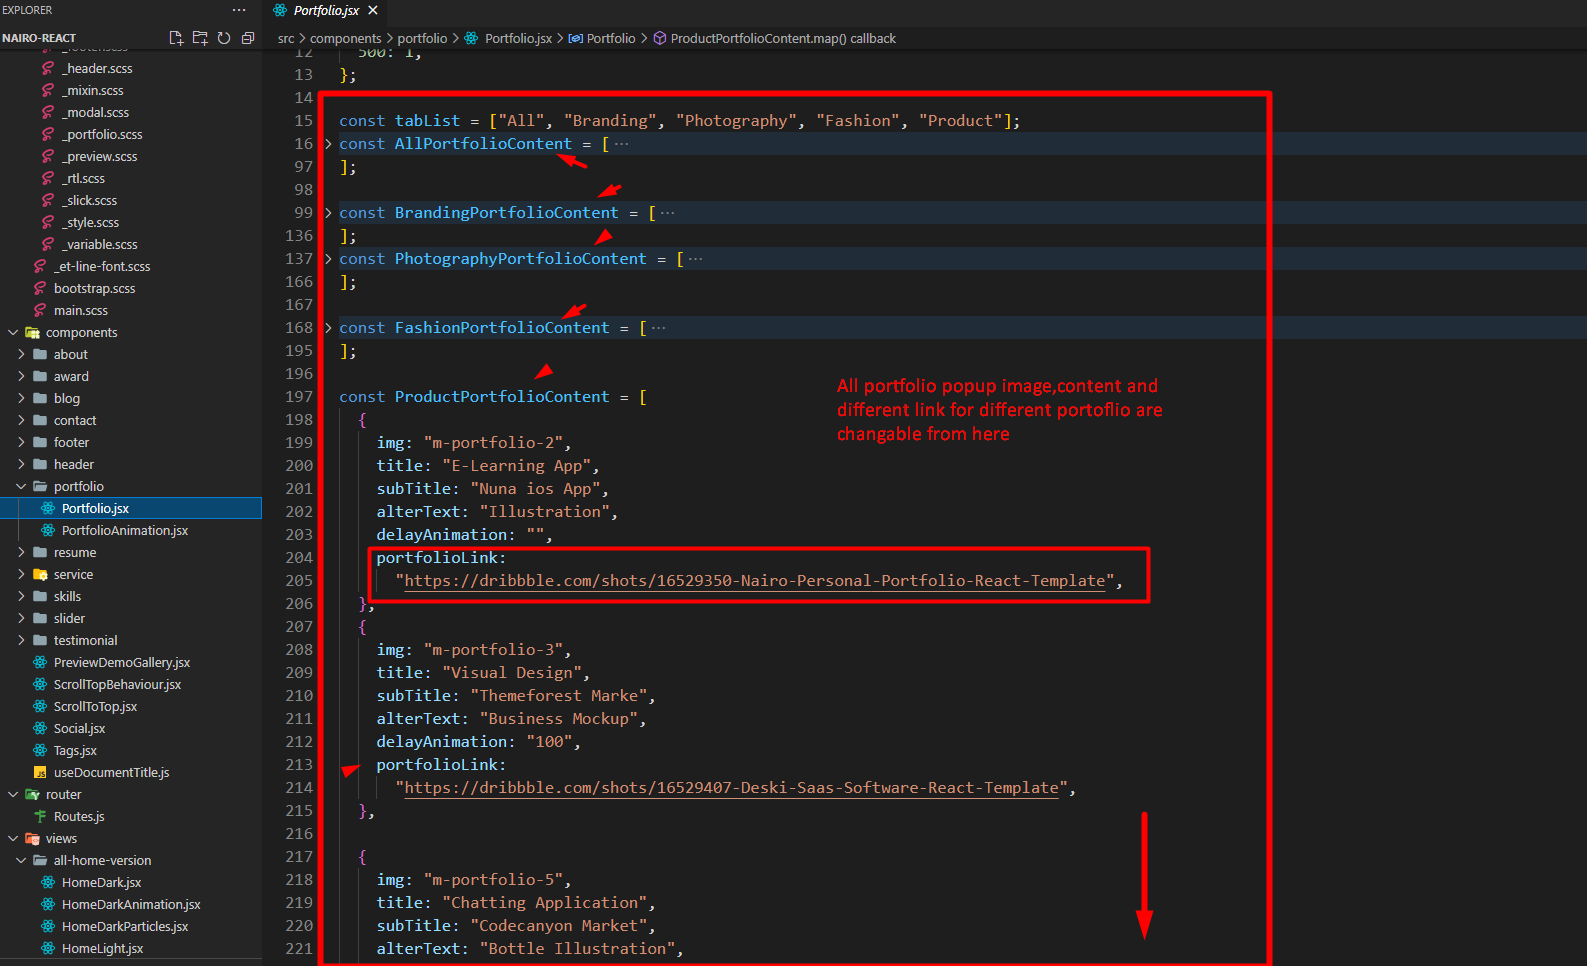 EXPLORER
NAIRO-REACT
_footer.scss
_header.scss
_mixin.scss
_modal.scss
_portfolio.scss
_preview.scss
_rtl.scss
_slick.scss
_style.scss
_variable.scss
_et-line-font.scss
bootstrap.scss
main.scss
components
about
award
blog
contact
footer
header
portfolio
Portfolio.jsx
PortfolioAnimation.jsx
resume
service
skills
slider
testimonial
PreviewDemoGallery.jsx
ScrollTopBehaviour.jsx
ScrollToTop.jsx
Social.jsx
Tags.jsx
useDocumentTitle.js
router
Routes.js
views
all-home-version
HomeDark.jsx
HomeDarkAnimation.jsx
HomeDarkParticles.jsx
HomeLight.jsx
Portfolio.jsx
src > components > portfolio > Portfolio.jsx > Portfolio > ProductPortfolioContent.map() callback
12 500: 1,
13 };
14
15 const tabList = ["All", "Branding", "Photography", "Fashion", "Product"];
16 const AllPortfolioContent = [ ···
97 ];
98
99 const BrandingPortfolioContent = [ ···
136 ];
137 const PhotographyPortfolioContent = [ ···
166 ];
167
168 const FashionPortfolioContent = [ ···
195 ];
196
197 const ProductPortfolioContent = [
198 {
199 img: "m-portfolio-2",
200 title: "E-Learning App",
201 subTitle: "Nuna ios App",
202 alterText: "Illustration",
203 delayAnimation: "",
204 portfolioLink:
205 "https://dribbble.com/shots/16529350-Nairo-Personal-Portfolio-React-Template",
206 },
207 {
208 img: "m-portfolio-3",
209 title: "Visual Design",
210 subTitle: "Themeforest Marke",
211 alterText: "Business Mockup",
212 delayAnimation: "100",
213 portfolioLink:
214 "https://dribbble.com/shots/16529407-Deski-Saas-Software-React-Template",
215 },
216
217 {
218 img: "m-portfolio-5",
219 title: "Chatting Application",
220 subTitle: "Codecanyon Market",
221 alterText: "Bottle Illustration",
All portfolio popup image,content and
different link for different portoflio are
changable from here